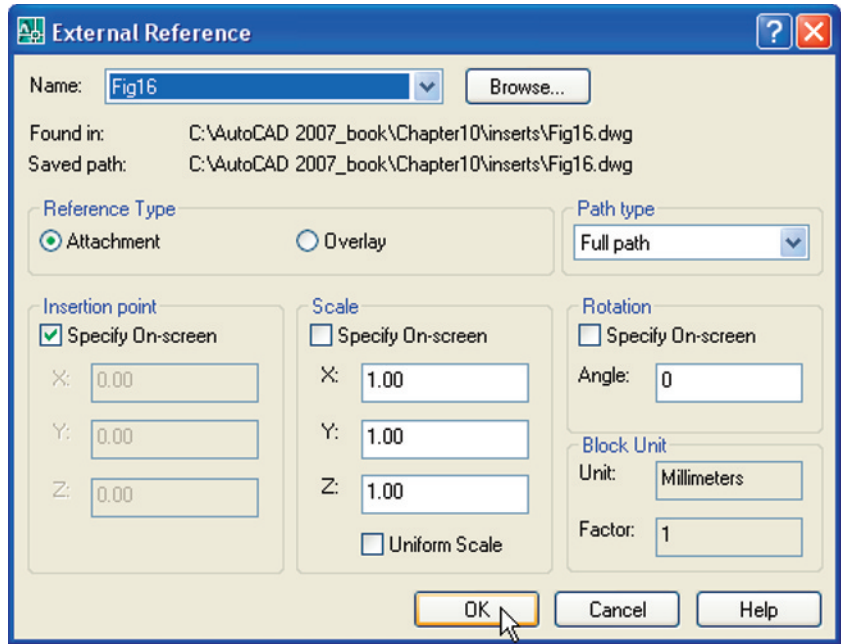 External Reference
Name: Fig16 Browse...
Found in: C:\AutoCAD 2007_book\Chapter10\inserts\Fig16.dwg
Saved path: C:\AutoCAD 2007_book\Chapter10\inserts\Fig16.dwg
Reference Type
Attachment Overlay
Path type
Full path
Insertion point
Specify On-screen
X: 0.00
Y: 0.00
Z: 0.00
Scale
Specify On-screen
X: 1.00
Y: 1.00
Z: 1.00
Uniform Scale
Rotation
Specify On-screen
Angle: 0
Block Unit
Unit: Millimeters
Factor: 1
OK Cancel Help